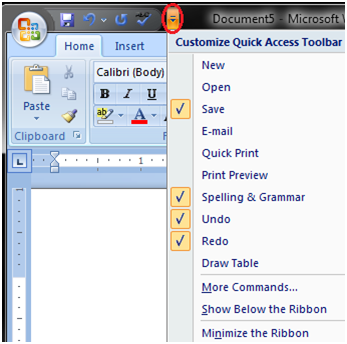 Document5 - Microsoft
Home Insert
Customize Quick Access Toolbar
New
Open
Save
E-mail
Quick Print
Print Preview
Spelling & Grammar
Undo
Redo
Draw Table
More Commands...
Show Below the Ribbon
Minimize the Ribbon
Paste
Clipboard
Calibri (Body)
B I U
ab A
F
L
1